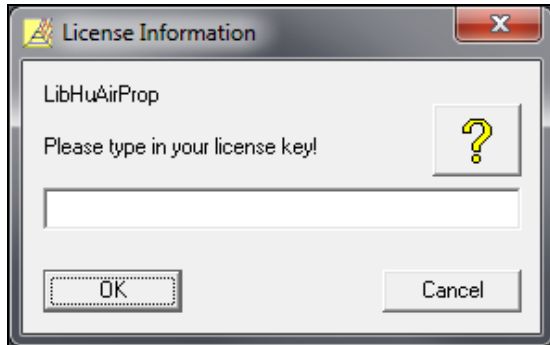 License Information
LibHuAirProp
Please type in your license key!
?
OK
Cancel